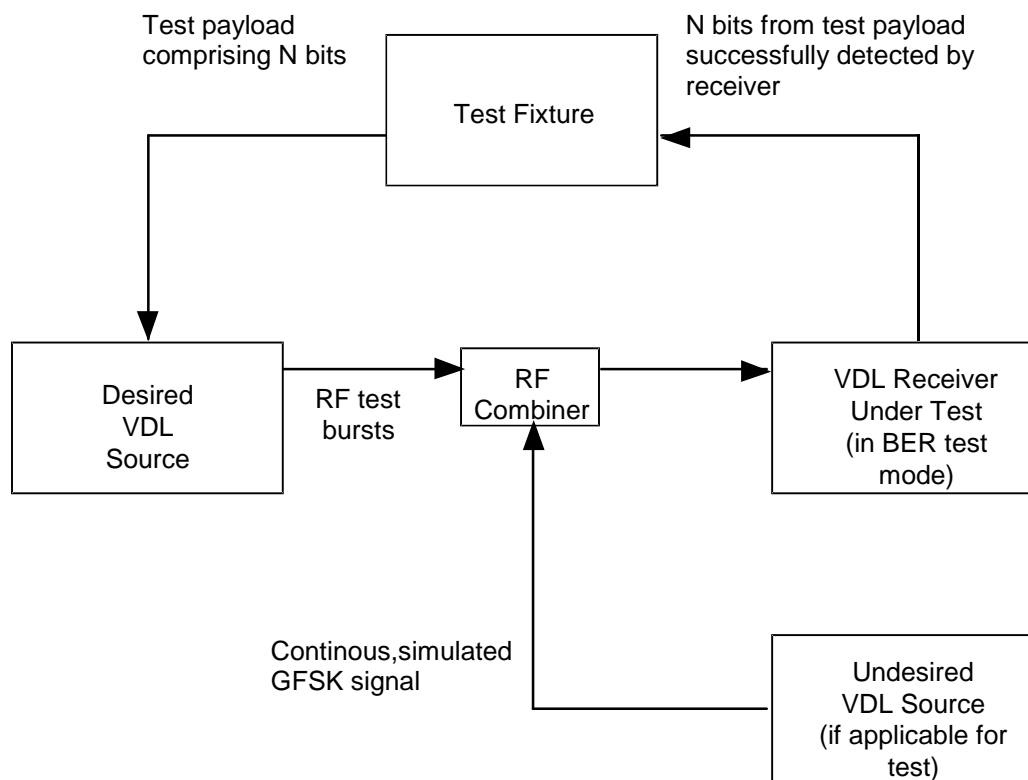 Test payload
comprising N bits
N bits from test payload
successfully detected by
receiver
Test Fixture
Desired
VDL
Source
RF test
bursts
RF
Combiner
VDL Receiver
Under Test
(in BER test
mode)
Continous,simulated
GFSK signal
Undesired
VDL Source
(if applicable for
test)